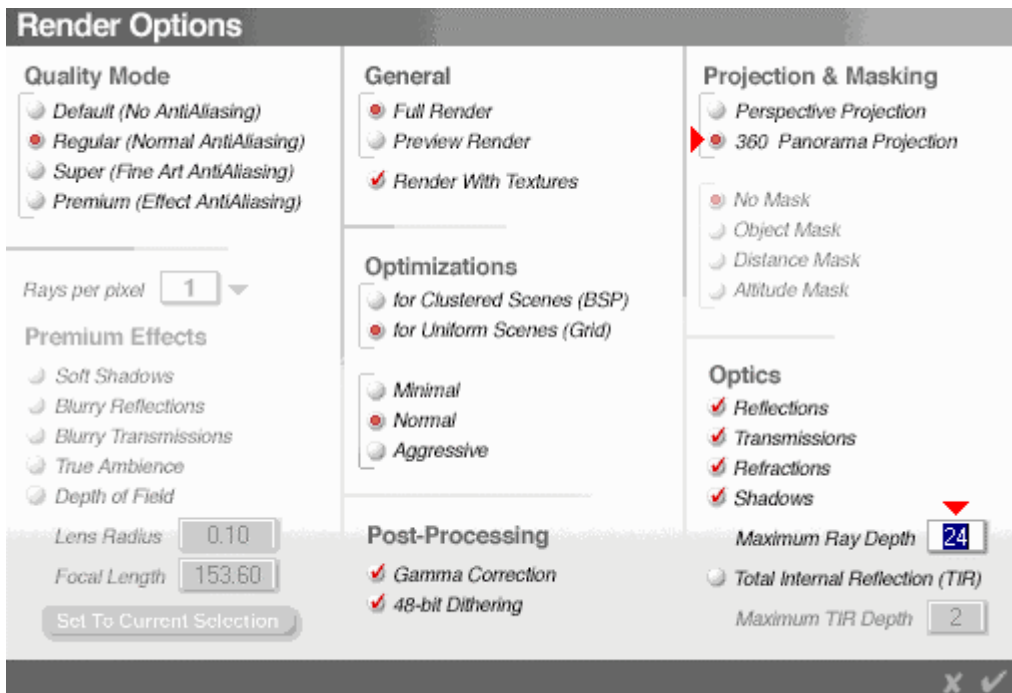 Render Options
Quality Mode
Default (No AntiAliasing)
Regular (Normal AntiAliasing)
Super (Fine Art AntiAliasing)
Premium (Effect AntiAliasing)
Rays per pixel 1
Premium Effects
Soft Shadows
Blurry Reflections
Blurry Transmissions
True Ambience
Depth of Field
Lens Radius 0.10
Focal Length 153.60
Set To Current Selection
General
Full Render
Preview Render
Render With Textures
Optimizations
for Clustered Scenes (BSP)
for Uniform Scenes (Grid)
Minimal
Normal
Aggressive
Post-Processing
Gamma Correction
48-bit Dithering
Projection & Masking
Perspective Projection
360 Panorama Projection
No Mask
Object Mask
Distance Mask
Altitude Mask
Optics
Reflections
Transmissions
Refractions
Shadows
Maximum Ray Depth 24
Total Internal Reflection (TIR)
Maximum TIR Depth 2